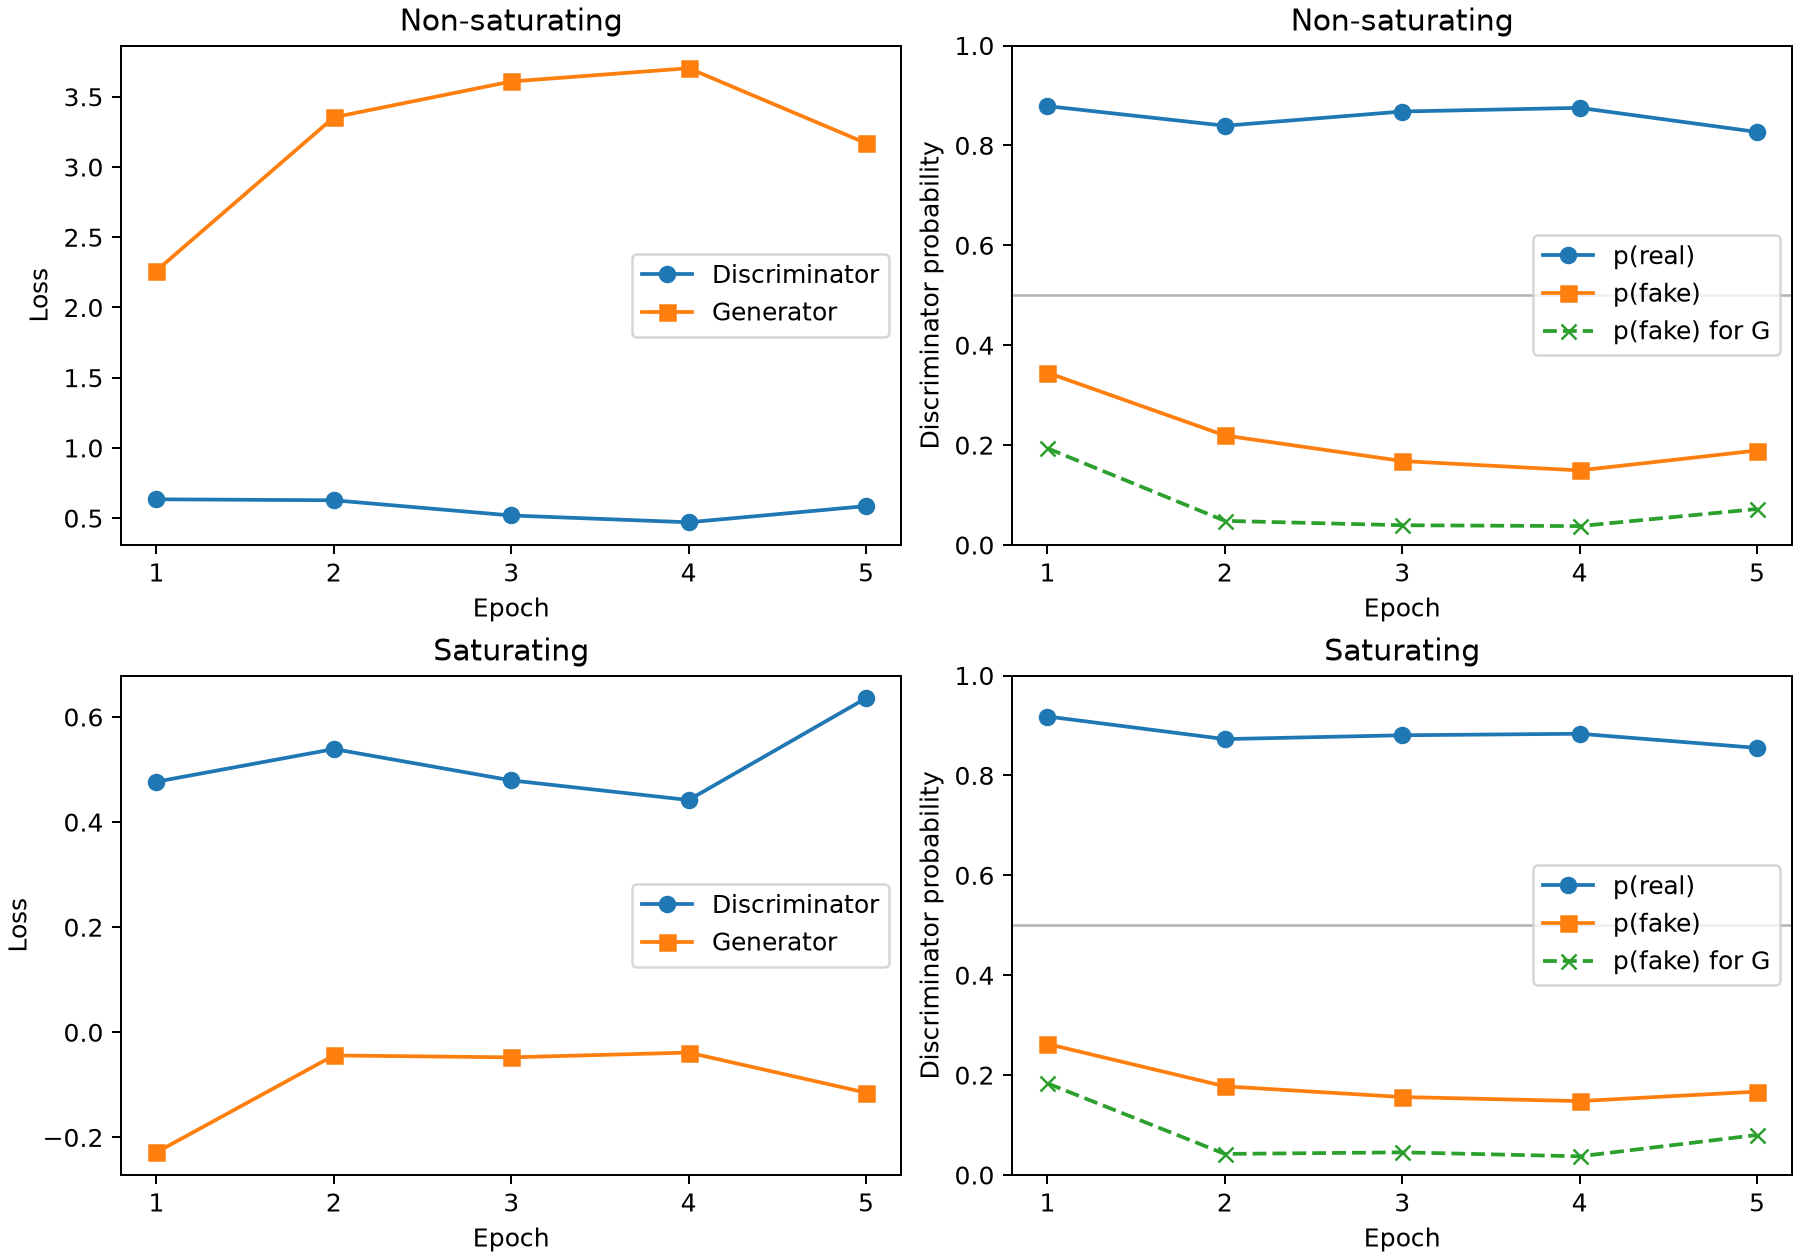 Non-saturating
3.5
3.0
2.5
2.0
1.5
1.0
0.5
Loss
Discriminator
Generator
1 2 3 4 5
Epoch
Non-saturating
1.0
0.8
0.6
0.4
0.2
0.0
Discriminator probability
p(real)
p(fake)
p(fake) for G
1 2 3 4 5
Epoch
Saturating
0.6
0.4
0.2
0.0
−0.2
Loss
Discriminator
Generator
1 2 3 4 5
Epoch
Saturating
1.0
0.8
0.6
0.4
0.2
0.0
Discriminator probability
p(real)
p(fake)
p(fake) for G
1 2 3 4 5
Epoch